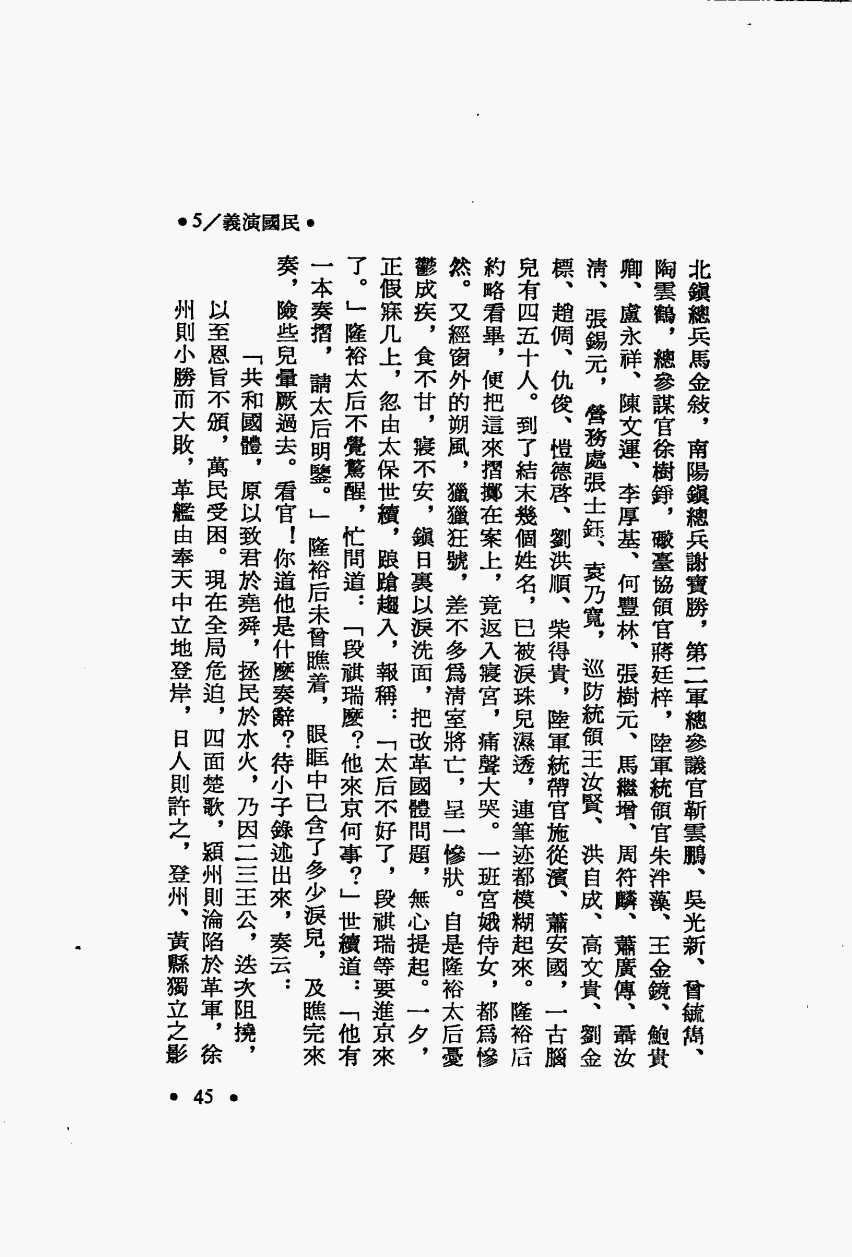 •5／義演國民•
北鎭總兵馬金敍，南陽鎭總兵謝寶勝，第二軍總參議官靳雲鵬、吳光新、曾毓雋、
陶雲鶴，總參謀官徐樹錚，礮臺協領官蔣廷梓，陸軍統領官朱泮藻、王金鏡、鮑貴
卿、盧永祥、陳文運、李厚基、何豐林、張樹元、馬繼增、周符麟、蕭廣傳、聶汝
淸、張錫元，營務處張士鈺、袁乃寬，巡防統領王汝賢、洪自成、高文貴、劉金
標、趙倜、仇俊、愷德啓、劉洪順、柴得貴，陸軍統帶官施從濱、蕭安國，一古腦
兒有四五十人。到了結末幾個姓名，已被淚珠兒濕透，連筆迹都模糊起來。隆裕后
約略看畢，便把這來摺擲在案上，竟返入寢宮，痛聲大哭。一班宮娥侍女，都爲慘
然。又經窗外的朔風，獵獵狂號，差不多爲淸室將亡，呈一慘狀。自是隆裕太后憂
鬱成疾，食不甘，寢不安，鎭日裏以淚洗面，把改革國體問題，無心提起。一夕，
正假寐几上，忽由太保世續，踉蹌趨入，報稱：「太后不好了，段祺瑞等要進京來
了。」隆裕太后不覺驚醒，忙問道：「段祺瑞麼？他來京何事？」世續道：「他有
一本奏摺，請太后明鑒。」隆裕后未曾瞧着，眼眶中已含了多少淚兒，及瞧完來
奏，險些兒暈厥過去。看官！你道他是什麼奏辭？待小子錄述出來，奏云：
「共和國體，原以致君於堯舜，拯民於水火，乃因二三王公，迭次阻撓，
以至恩旨不頒，萬民受困。現在全局危迫，四面楚歌，潁州則淪陷於革軍，徐
州則小勝而大敗，革艦由奉天中立地登岸，日人則許之，登州、黃縣獨立之影
• 45 •